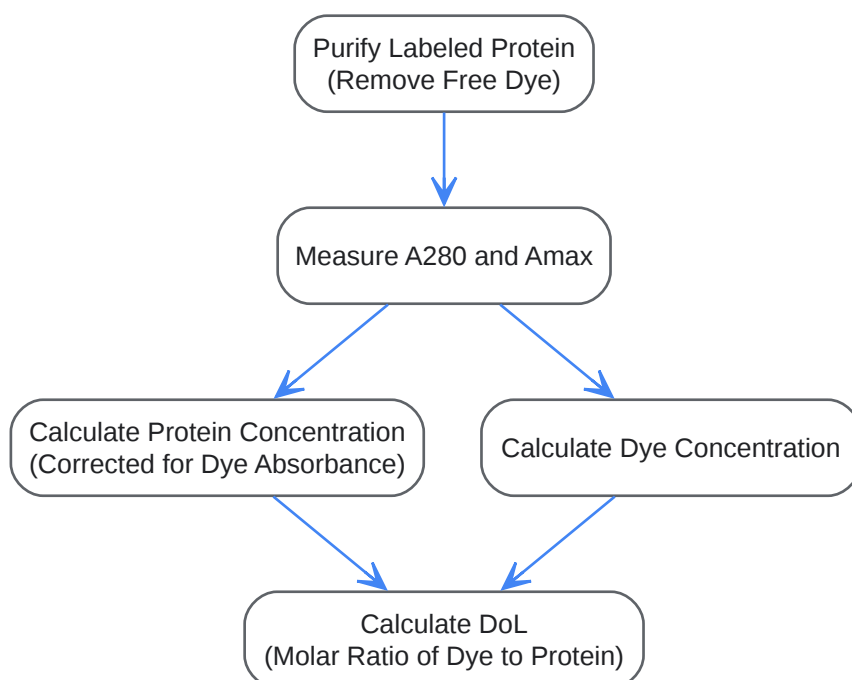 Purify Labeled Protein
(Remove Free Dye)
Measure A280 and Amax
Calculate Protein Concentration
(Corrected for Dye Absorbance)
Calculate Dye Concentration
Calculate DoL
(Molar Ratio of Dye to Protein)